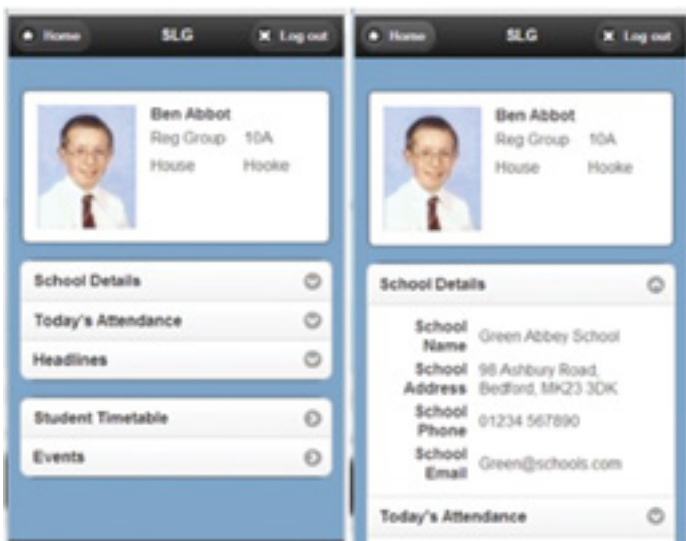 Home SLG Log out
Ben Abbot
Reg Group 10A
House Hooke
School Details
Today's Attendance
Headlines
Student Timetable
Events
Home SLG Log out
Ben Abbot
Reg Group 10A
House Hooke
School Details
School Name Green Abbey School
School Address 98 Ashbury Road, Bedford, MK23 3DK
School Phone 01234 567890
School Email Green@schools.com
Today's Attendance